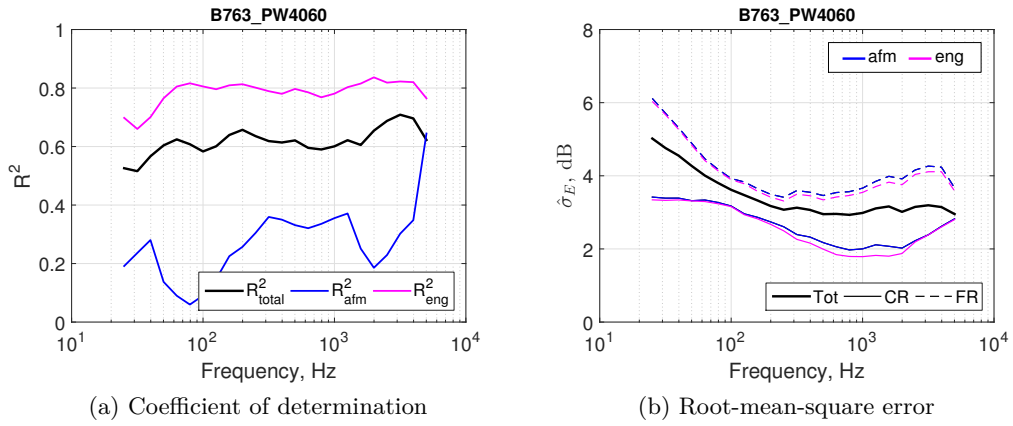 B763_PW4060
1
0.8
0.6
0.4
0.2
0
R²
R²total R²afm R²eng
10¹ 10² 10³ 10⁴
Frequency, Hz
(a) Coefficient of determination
B763_PW4060
8
6
4
2
0
σ̂_E, dB
afm eng
Tot CR FR
10¹ 10² 10³ 10⁴
Frequency, Hz
(b) Root-mean-square error